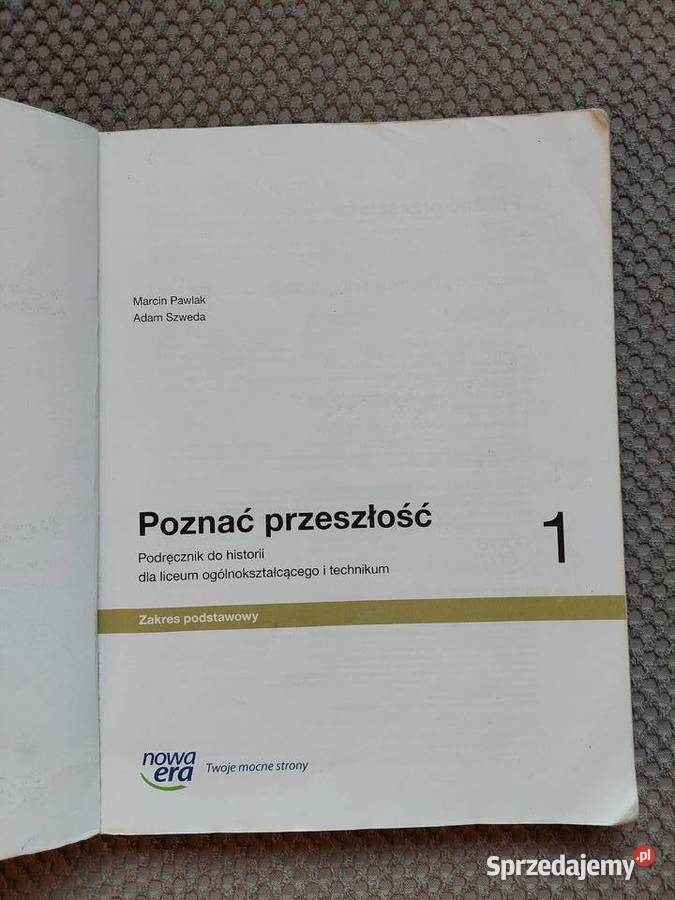 Marcin Pawlak
Adam Szweda
Poznać przeszłość
1
Podręcznik do historii
dla liceum ogólnokształcącego i technikum
Zakres podstawowy
nowa
era
Twoje mocne strony
Sprzedajemy.pl